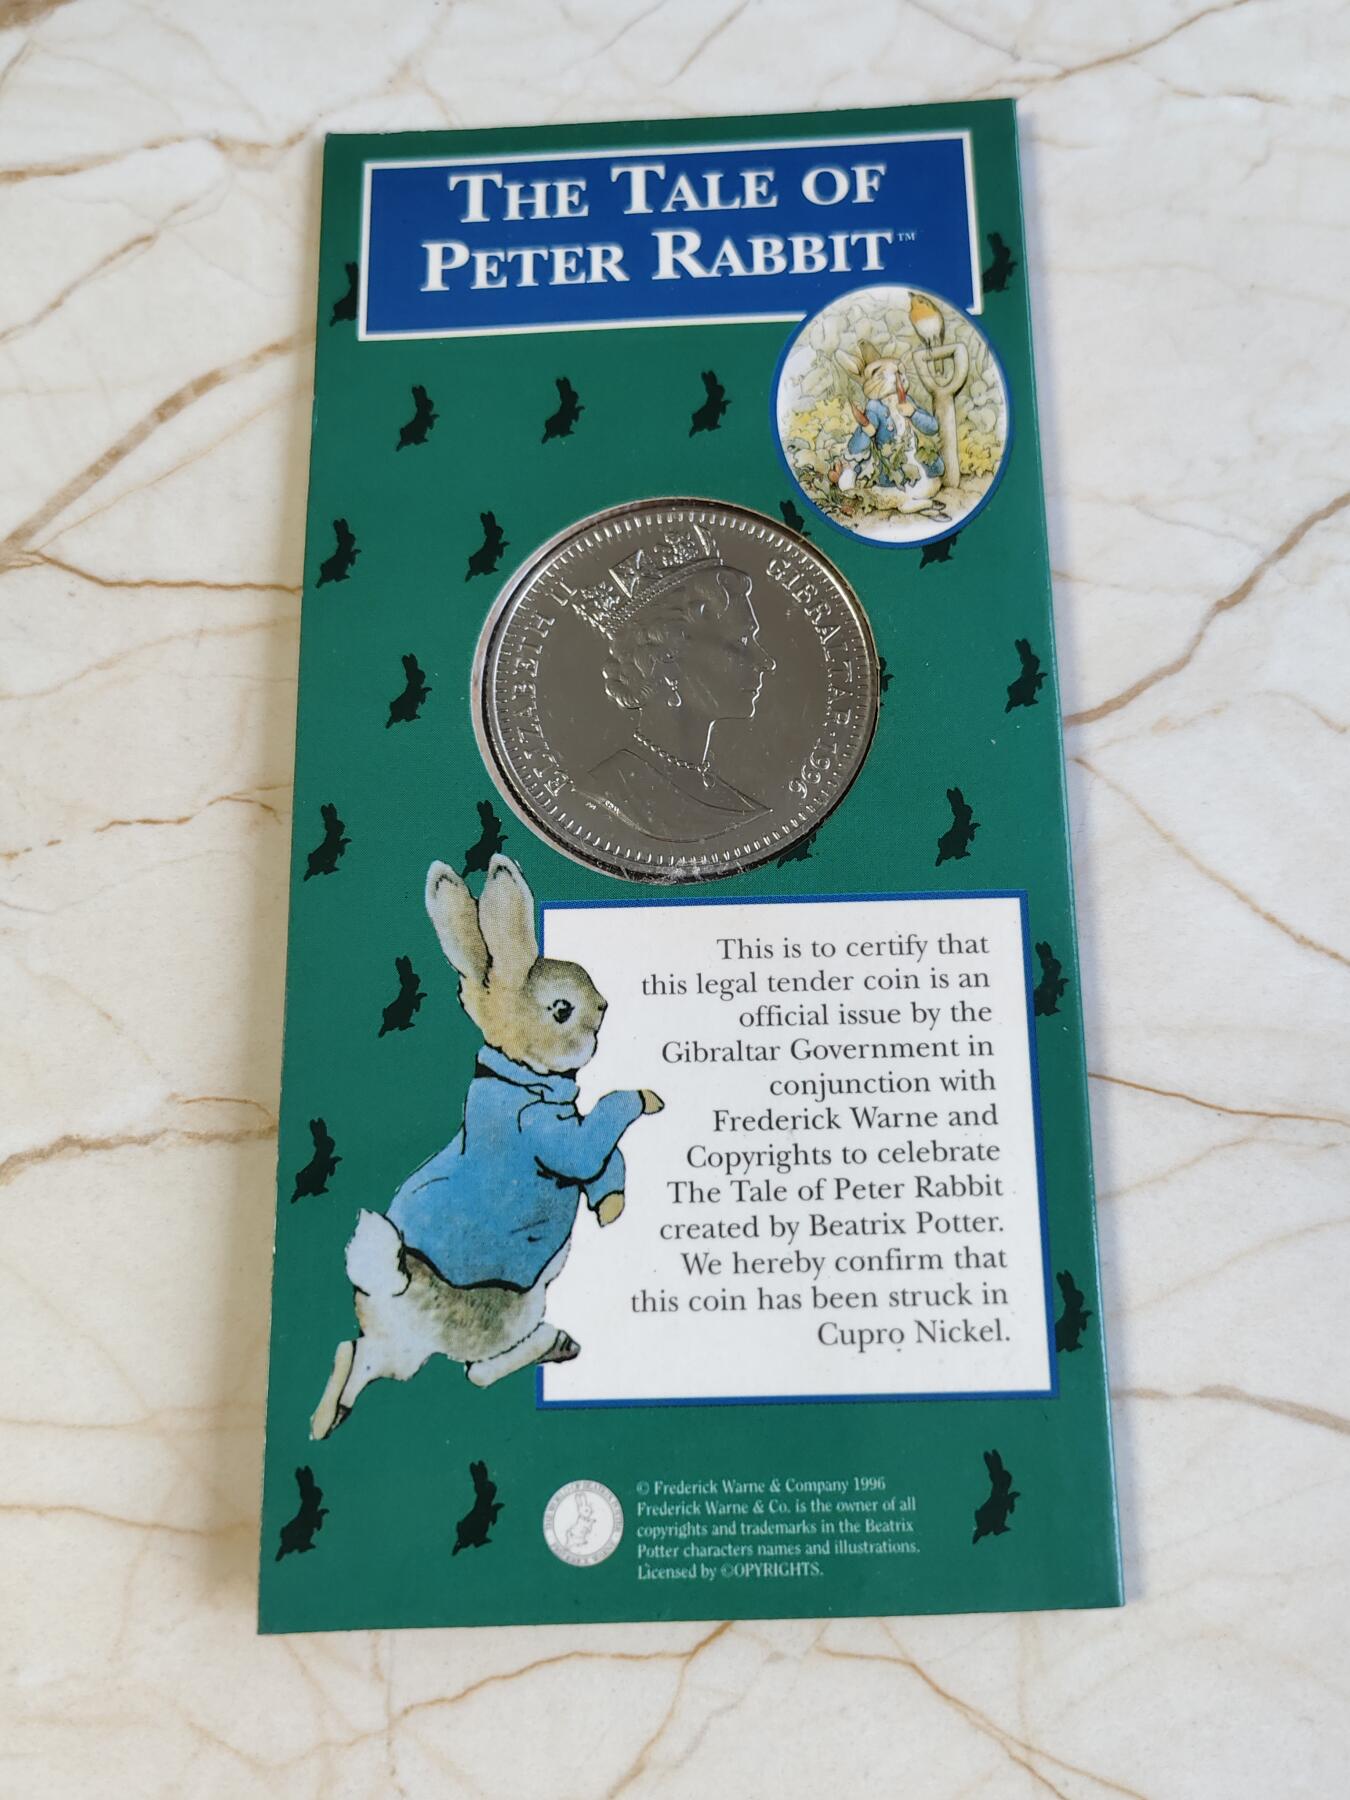 THE TALE OF
PETER RABBIT™
ELIZABETH II
GIBRALTAR · 1996
This is to certify that
this legal tender coin is an
official issue by the
Gibraltar Government in
conjunction with
Frederick Warne and
Copyrights to celebrate
The Tale of Peter Rabbit
created by Beatrix Potter.
We hereby confirm that
this coin has been struck in
Cupro Nickel.
© Frederick Warne & Company 1996
Frederick Warne & Co. is the owner of all
copyrights and trademarks in the Beatrix
Potter characters names and illustrations.
Licensed by ©OPYRIGHTS.